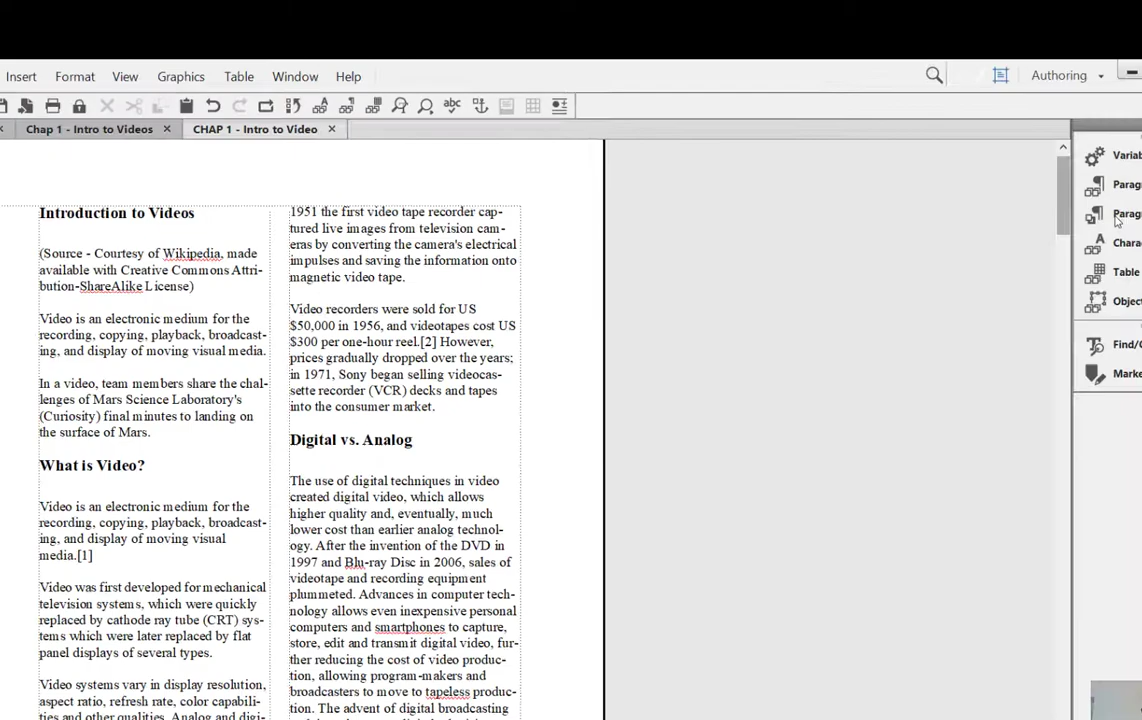 Insert Format View Graphics Table Window Help Authoring
Chap 1 - Intro to Videos CHAP 1 - Intro to Video
Introduction to Videos
(Source - Courtesy of Wikipedia, made
available with Creative Commons Attri-
bution-ShareAlike License)
Video is an electronic medium for the
recording, copying, playback, broadcast-
ing, and display of moving visual media.
In a video, team members share the chal-
lenges of Mars Science Laboratory's
(Curiosity) final minutes to landing on
the surface of Mars.
What is Video?
Video is an electronic medium for the
recording, copying, playback, broadcast-
ing, and display of moving visual
media.[1]
Video was first developed for mechanical
television systems, which were quickly
replaced by cathode ray tube (CRT) sys-
tems which were later replaced by flat
panel displays of several types.
Video systems vary in display resolution,
aspect ratio, refresh rate, color capabili-
ties and other qualities. Analog and digi-
1951 the first video tape recorder cap-
tured live images from television cam-
eras by converting the camera's electrical
impulses and saving the information onto
magnetic video tape.
Video recorders were sold for US
$50,000 in 1956, and videotapes cost US
$300 per one-hour reel.[2] However,
prices gradually dropped over the years;
in 1971, Sony began selling videocas-
sette recorder (VCR) decks and tapes
into the consumer market.
Digital vs. Analog
The use of digital techniques in video
created digital video, which allows
higher quality and, eventually, much
lower cost than earlier analog technol-
ogy. After the invention of the DVD in
1997 and Blu-ray Disc in 2006, sales of
videotape and recording equipment
plummeted. Advances in computer tech-
nology allows even inexpensive personal
computers and smartphones to capture,
store, edit and transmit digital video, fur-
ther reducing the cost of video produc-
tion, allowing program-makers and
broadcasters to move to tapeless produc-
tion. The advent of digital broadcasting
Variab
Parag
Parag
Chara
Table
Object
Find/C
Marke